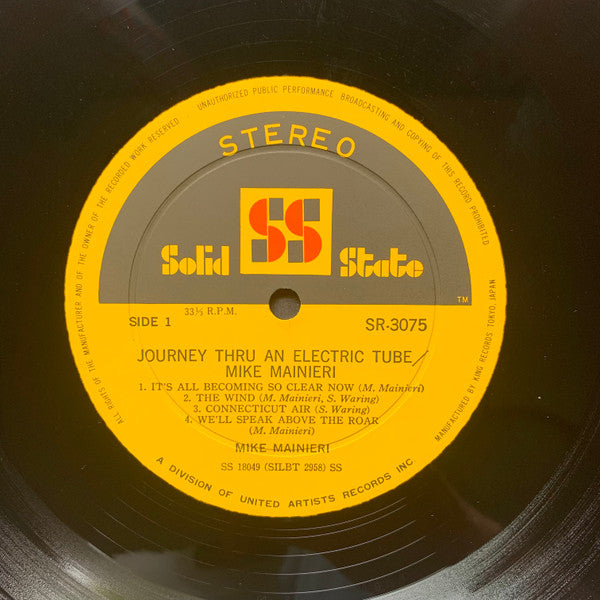 ALL RIGHTS OF THE MANUFACTURER AND OF THE OWNER OF THE RECORDED WORK RESERVED. UNAUTHORIZED PUBLIC PERFORMANCE BROADCASTING AND COPYING OF THIS RECORD PROHIBITED
STEREO
SS
Solid State
TM
33⅓ R.P.M.
SIDE 1 SR-3075
JOURNEY THRU AN ELECTRIC TUBE/
MIKE MAINIERI
1. IT'S ALL BECOMING SO CLEAR NOW (M. Mainieri)
2. THE WIND (M. Mainieri, S. Waring)
3. CONNECTICUT AIR (S. Waring)
4. WE'LL SPEAK ABOVE THE ROAR
(M. Mainieri)
MIKE MAINIERI
SS 18049 (SILBT 2958) SS
A DIVISION OF UNITED ARTISTS RECORDS INC
MANUFACTURED BY KING RECORDS TOKYO, JAPAN